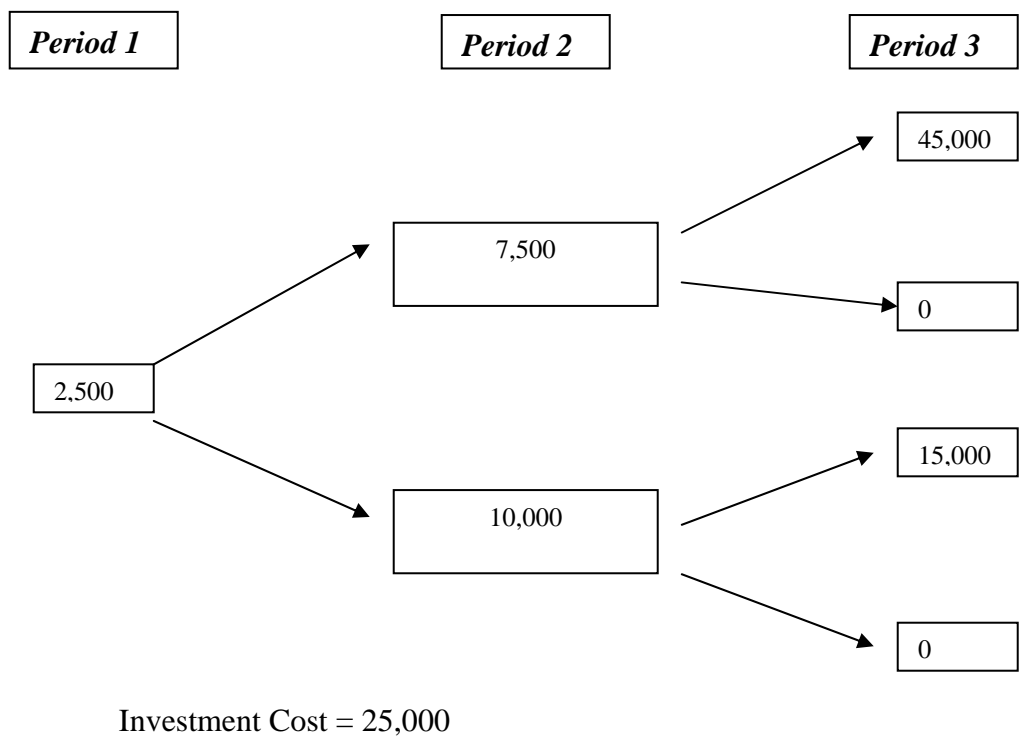 Period 1
Period 2
Period 3
45,000
7,500
0
2,500
15,000
10,000
0
Investment Cost = 25,000